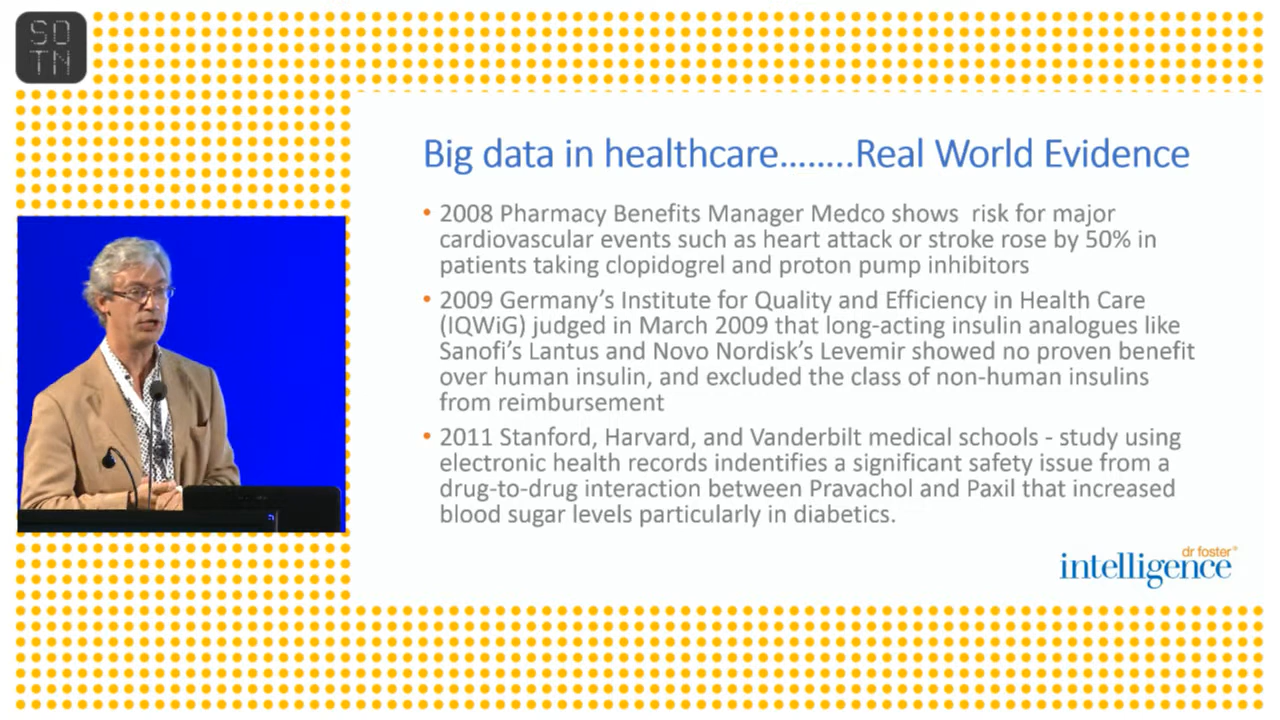 SO
TN
Big data in healthcare........Real World Evidence
• 2008 Pharmacy Benefits Manager Medco shows  risk for major
cardiovascular events such as heart attack or stroke rose by 50% in
patients taking clopidogrel and proton pump inhibitors
• 2009 Germany’s Institute for Quality and Efficiency in Health Care
(IQWiG) judged in March 2009 that long-acting insulin analogues like
Sanofi’s Lantus and Novo Nordisk’s Levemir showed no proven benefit
over human insulin, and excluded the class of non-human insulins
from reimbursement
• 2011 Stanford, Harvard, and Vanderbilt medical schools - study using
electronic health records indentifies a significant safety issue from a
drug-to-drug interaction between Pravachol and Paxil that increased
blood sugar levels particularly in diabetics.
dr foster®
intelligence